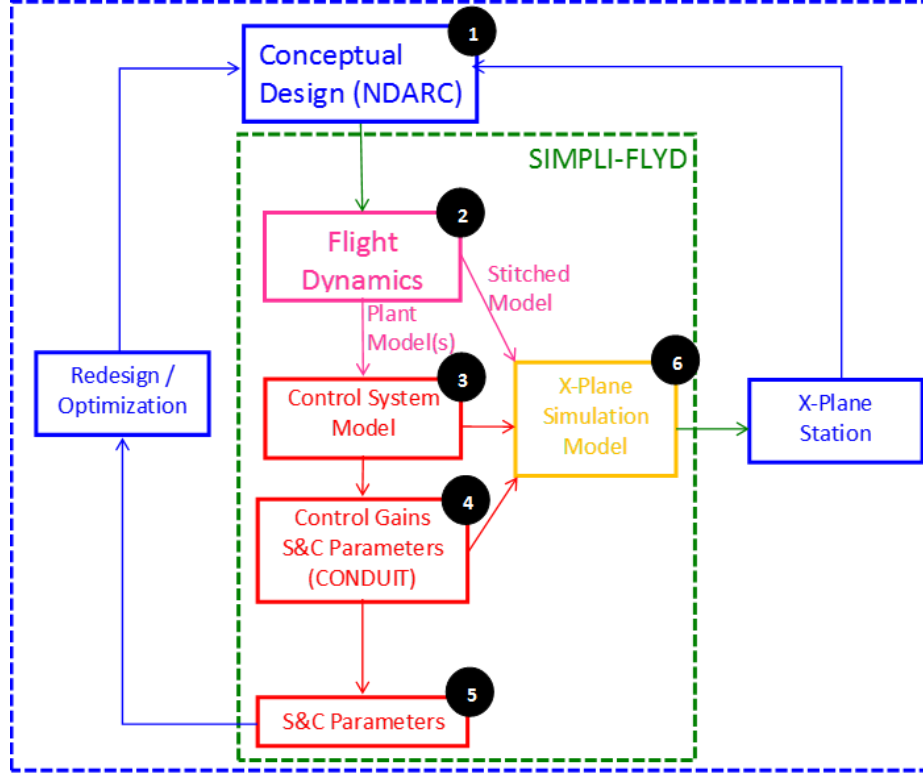 1
Conceptual
Design (NDARC)
SIMPLI-FLYD
2
Flight
Dynamics
Stitched
Model
Plant
Model(s)
3
Control System
Model
6
X-Plane
Simulation
Model
Redesign /
Optimization
X-Plane
Station
4
Control Gains
S&C Parameters
(CONDUIT)
5
S&C Parameters